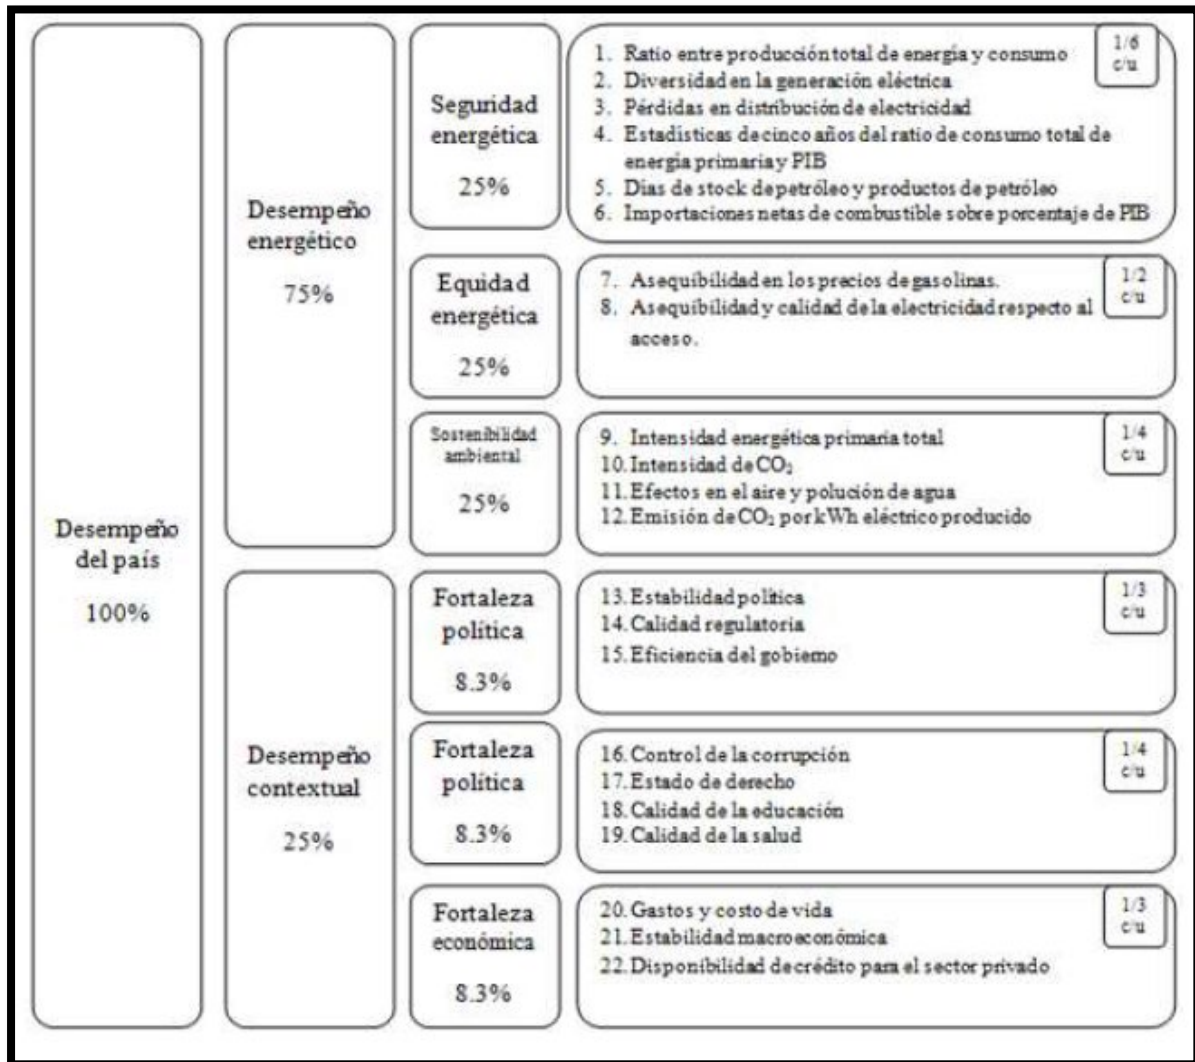 Desempeño
del país
100%
Desempeño
energético
75%
Seguridad
energética
25%
1. Ratio entre producción total de energía y consumo
2. Diversidad en la generación eléctrica
3. Pérdidas en distribución de electricidad
4. Estadísticas de cinco años del ratio de consumo total de
energía primaria y PIB
5. Dias de stock de petróleo y productos de petróleo
6. Importaciones netas de combustible sobre porcentaje de PIB
1/6
c/u
Equidad
energética
25%
7. Asequibilidad en los precios de gasolinas.
8. Asequibilidad y calidad de la electricidad respecto al
acceso.
1/2
c/u
Sostenibilidad
ambiental
25%
9. Intensidad energética primaria total
10. Intensidad de CO₂
11. Efectos en el aire y polución de agua
12. Emisión de CO₂ por kWh eléctrico producido
1/4
c/u
Desempeño
contextual
25%
Fortaleza
política
8.3%
13. Estabilidad política
14. Calidad regulatoria
15. Eficiencia del gobierno
1/3
c/u
Fortaleza
política
8.3%
16. Control de la corrupción
17. Estado de derecho
18. Calidad de la educación
19. Calidad de la salud
1/4
c/u
Fortaleza
económica
8.3%
20. Gastos y costo de vida
21. Estabilidad macroeconómica
22. Disponibilidad de crédito para el sector privado
1/3
c/u